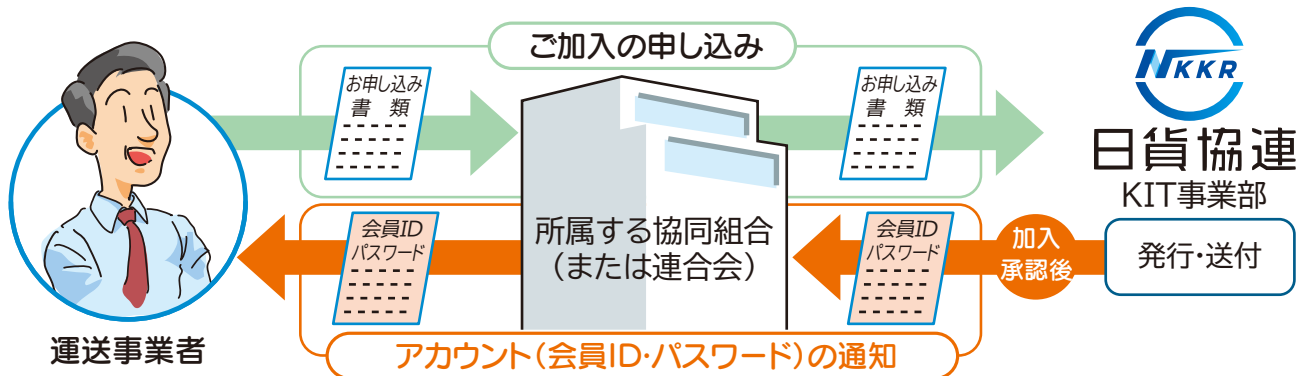 ご加入の申し込み
お申し込み
書 類
お申し込み
書 類
NKKR
日貨協連
KIT事業部
会員ID
パスワード
所属する協同組合
（または連合会）
会員ID
パスワード
加入
承認後
発行・送付
運送事業者
アカウント（会員ID・パスワード）の通知